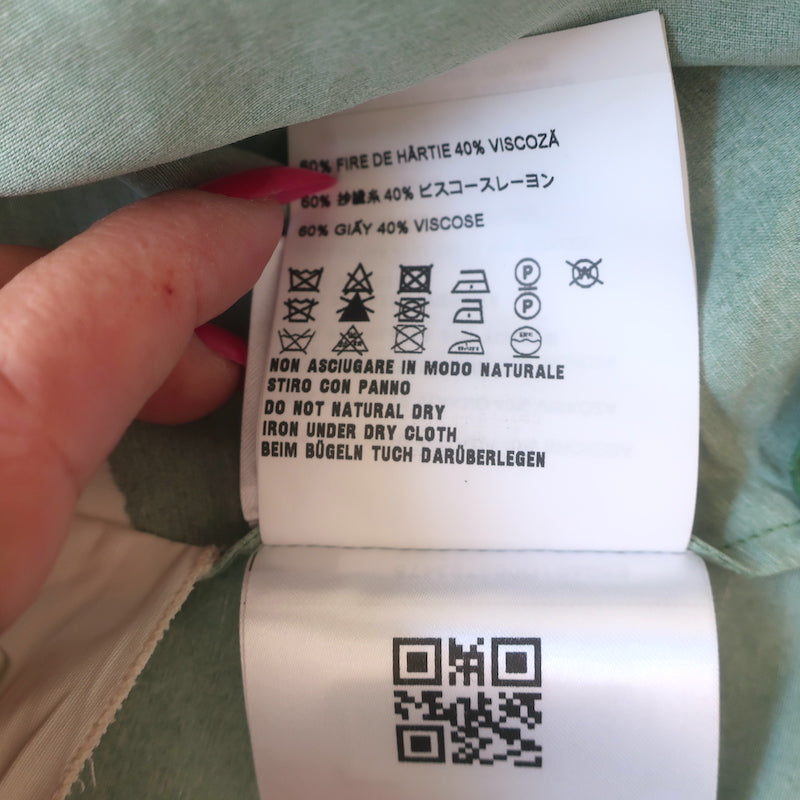 60% FIRE DE HÂRTIE 40% VISCOZĂ
60% 糸 40% ビスコースレーヨン
60% GIẤY 40% VISCOSE
P W
P
NON ASCIUGARE IN MODO NATURALE
STIRO CON PANNO
DO NOT NATURAL DRY
IRON UNDER DRY CLOTH
BEIM BÜGELN TUCH DARÜBERLEGEN